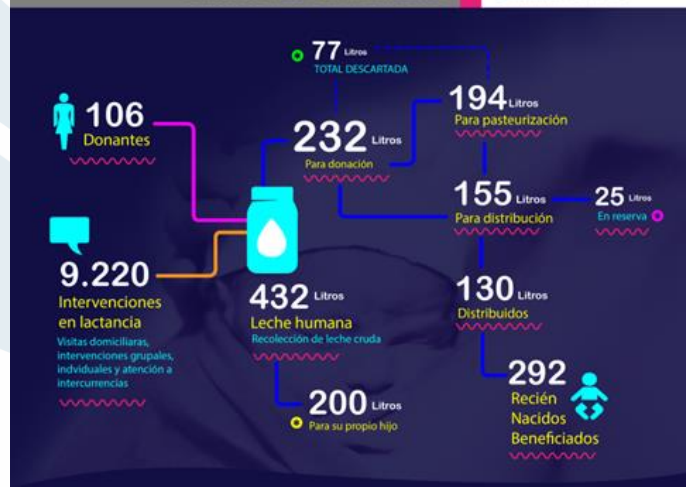 77 Litros
TOTAL DESCARTADA
106
Donantes
232 Litros
Para donación
194 Litros
Para pasteurización
155 Litros
Para distribución
25 Litros
En reserva
9.220
Intervenciones
en lactancia
Visitas domiciliaras,
intervenciones grupales,
indviduales y atención a
intercurrencias
432 Litros
Leche humana
Recolección de leche cruda
130 Litros
Distribuidos
200 Litros
Para su propio hijo
292
Recién
Nacidos
Beneficiados